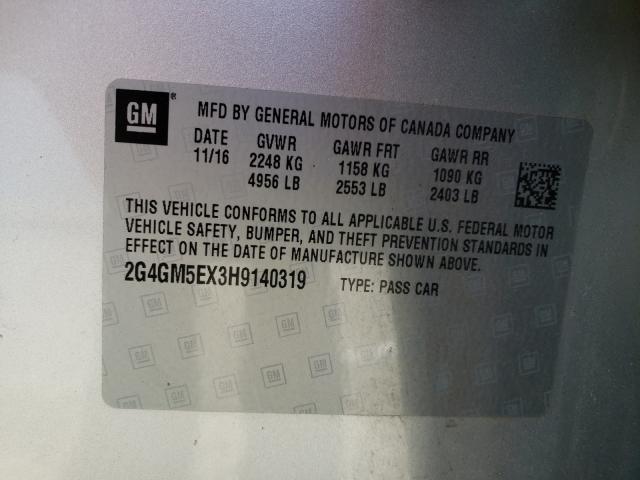 GM®
MFD BY GENERAL MOTORS OF CANADA COMPANY
DATE GVWR GAWR FRT GAWR RR
11/16 2248 KG 1158 KG 1090 KG
4956 LB 2553 LB 2403 LB
THIS VEHICLE CONFORMS TO ALL APPLICABLE U.S. FEDERAL MOTOR
VEHICLE SAFETY, BUMPER, AND THEFT PREVENTION STANDARDS IN
EFFECT ON THE DATE OF MANUFACTURE SHOWN ABOVE.
2G4GM5EX3H9140319 TYPE: PASS CAR